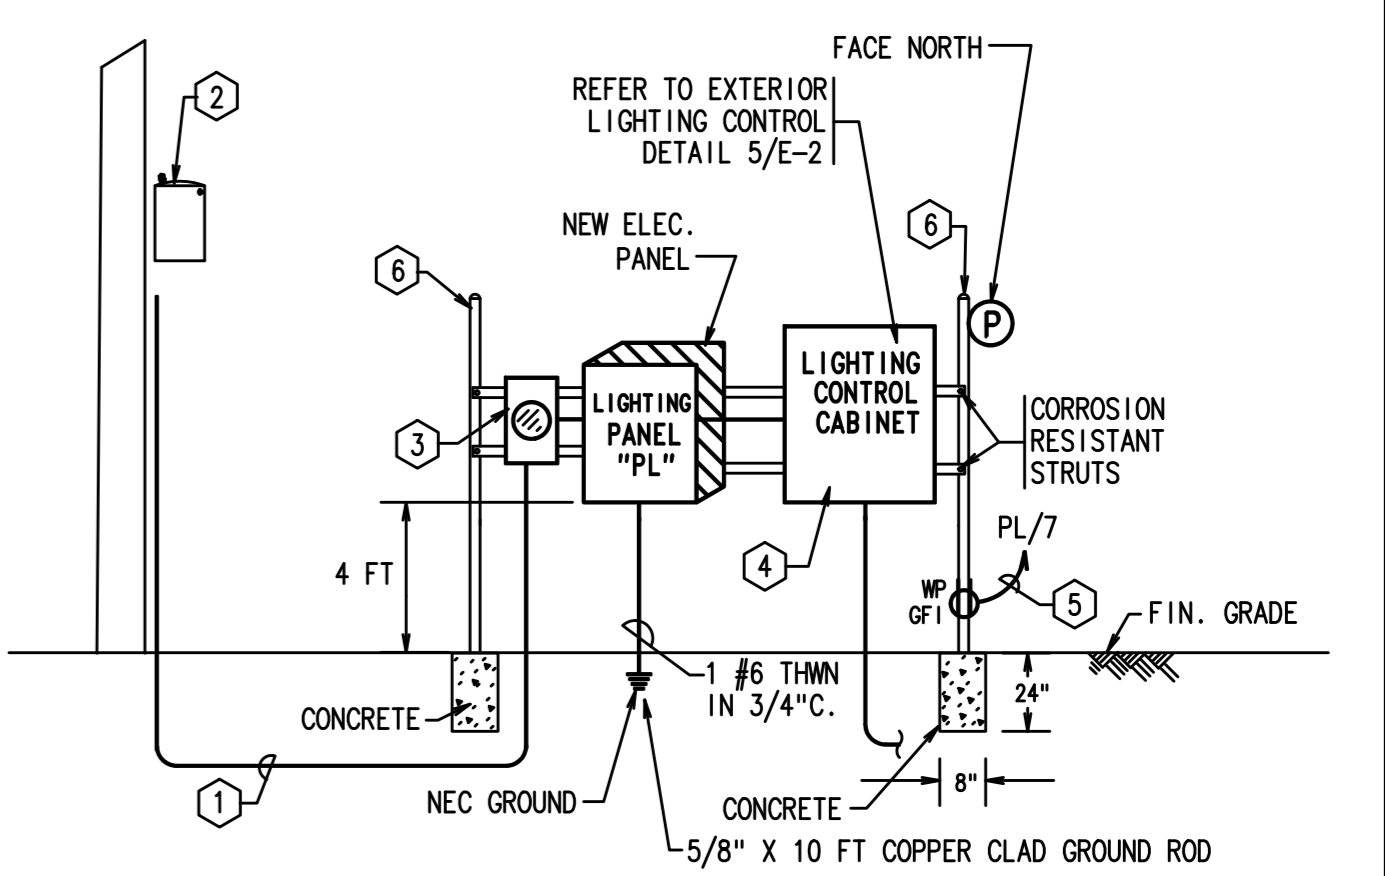 FACE NORTH
2
REFER TO EXTERIOR
LIGHTING CONTROL
DETAIL 5/E-2
NEW ELEC.
PANEL
6
6
P
LIGHTING
PANEL
"PL"
LIGHTING
CONTROL
CABINET
3
CORROSION
RESISTANT
STRUTS
4 FT
4
PL/7
WP
GFI
5
FIN. GRADE
1 #6 THWN
IN 3/4"C.
24"
CONCRETE
8"
1
NEC GROUND
CONCRETE
5/8" X 10 FT COPPER CLAD GROUND ROD